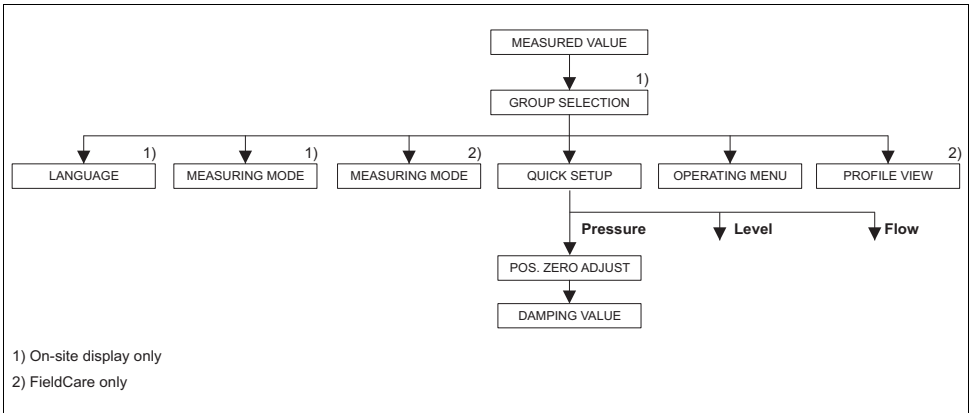 MEASURED VALUE
1)
GROUP SELECTION
1) 1) 2) 2)
LANGUAGE MEASURING MODE MEASURING MODE QUICK SETUP OPERATING MENU PROFILE VIEW
Pressure Level Flow
POS. ZERO ADJUST
DAMPING VALUE
1) On-site display only
2) FieldCare only